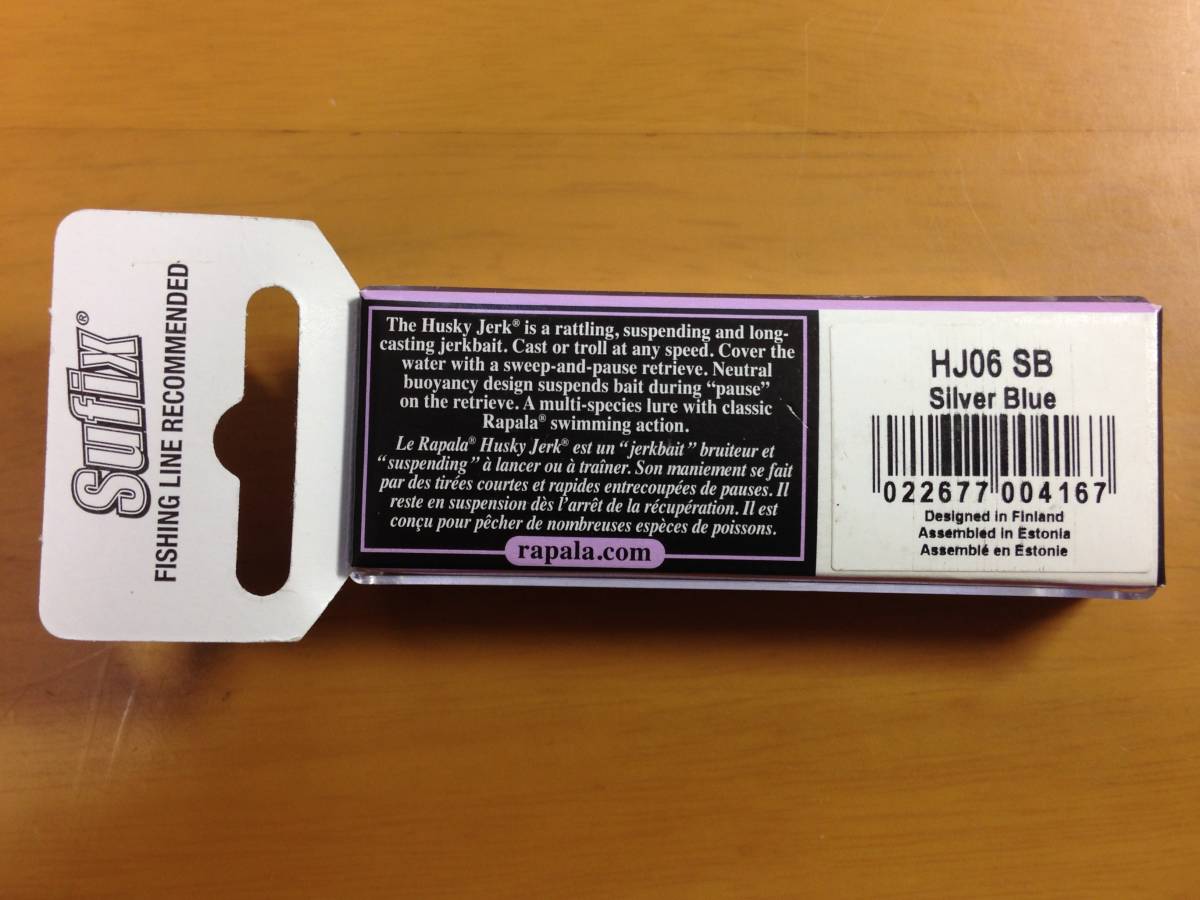 Sufix®
FISHING LINE RECOMMENDED
The Husky Jerk® is a rattling, suspending and long-
casting jerkbait. Cast or troll at any speed. Cover the
water with a sweep-and-pause retrieve. Neutral
buoyancy design suspends bait during “pause”
on the retrieve. A multi-species lure with classic
Rapala® swimming action.
Le Rapala® Husky Jerk® est un “jerkbait” bruiteur et
“suspending” à lancer ou à traîner. Son maniement se fait
par des tirées courtes et rapides entrecoupées de pauses. Il
reste en suspension dès l’arrêt de la récupération. Il est
conçu pour pêcher de nombreuses espèces de poissons.
rapala.com
HJ06 SB
Silver Blue
022677 004167
Designed in Finland
Assembled in Estonia
Assemblé en Estonie